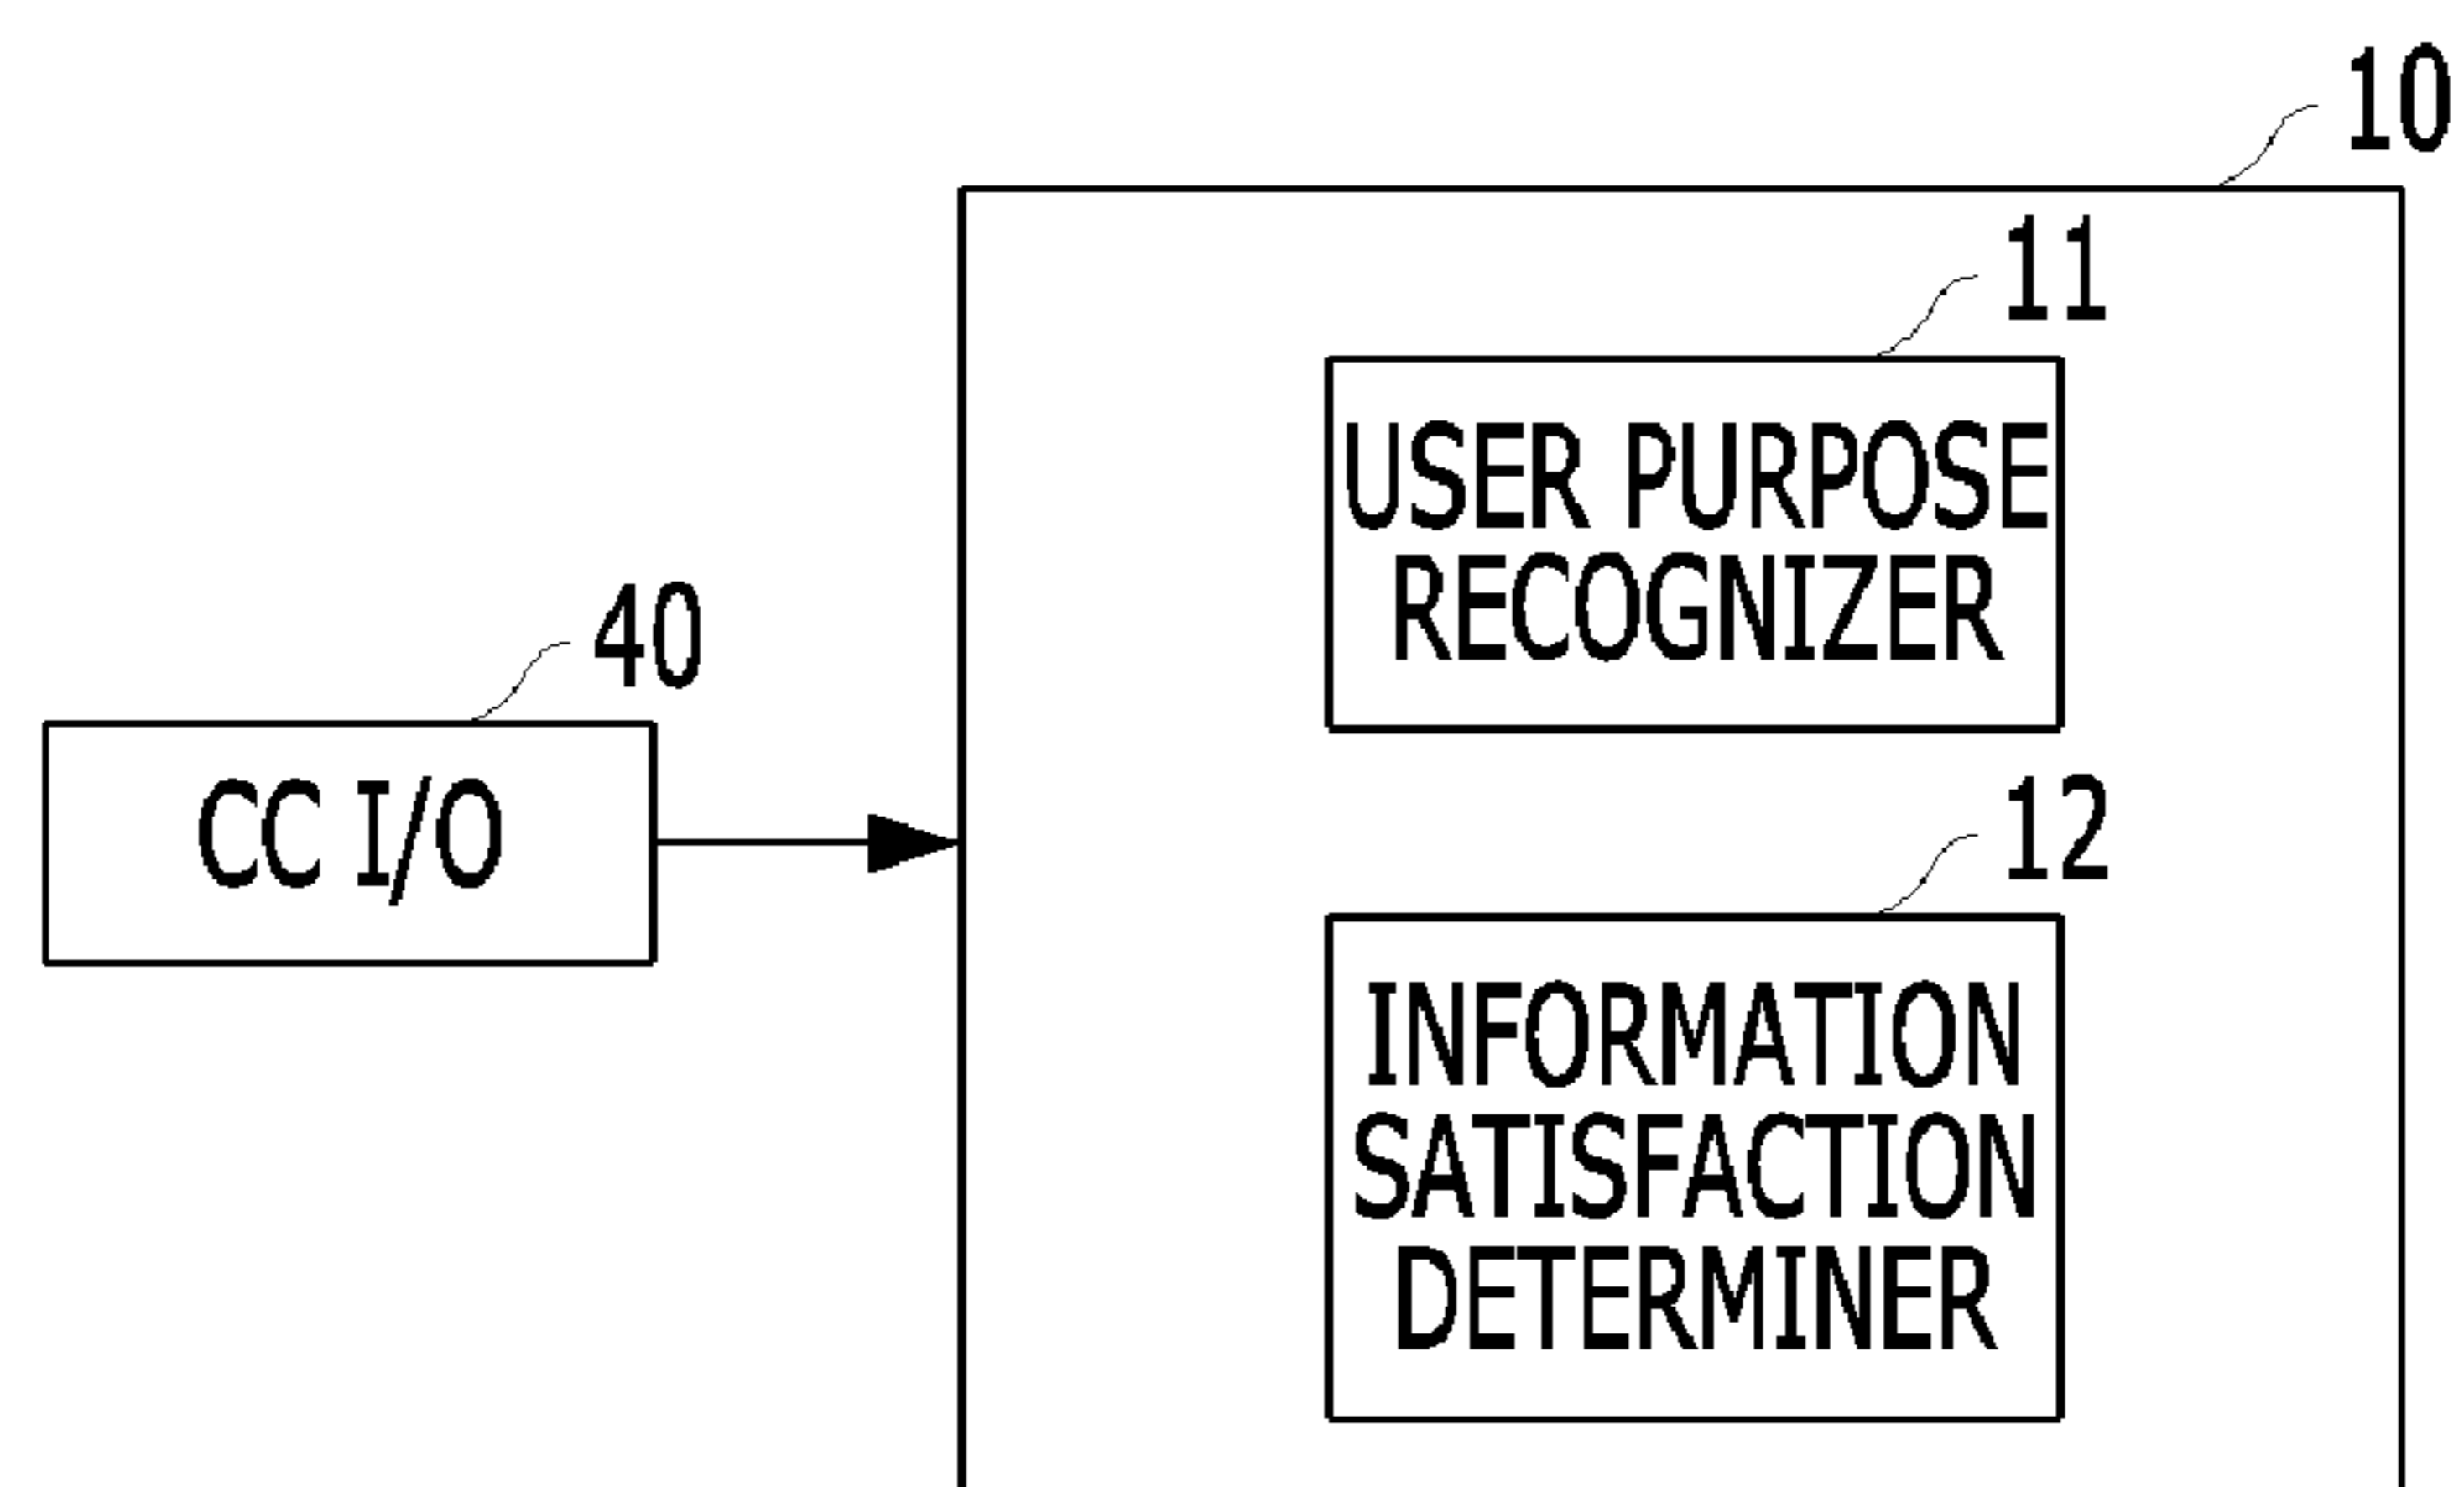 10
11
USER PURPOSE
RECOGNIZER
40
CC I/O
12
INFORMATION
SATISFACTION
DETERMINER